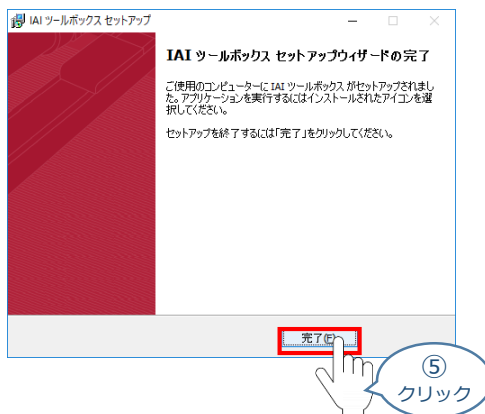 IAI ツールボックス セットアップ
IAI ツールボックス セットアップウィザードの完了
ご使用のコンピューターに IAI ツールボックス がセットアップされまし
た。アプリケーションを実行するにはインストールされたアイコンを選
択してください。
セットアップを終了するには「完了」をクリックしてください。
完了(F)
⑤
クリック